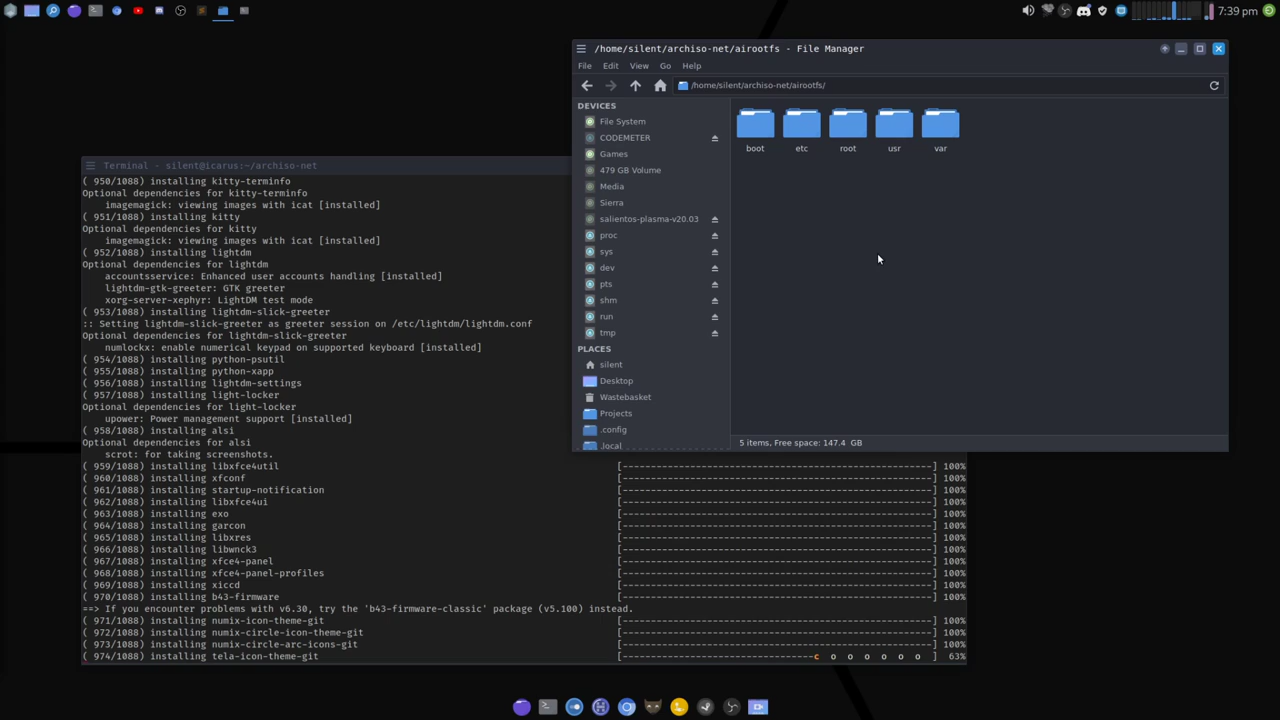 7:39 pm
/home/silent/archiso-net/airootfs - File Manager
File Edit View Go Help
/home/silent/archiso-net/airootfs/
DEVICES
File System
CODEMETER
Games
479 GB Volume
Media
Sierra
salientos-plasma-v20.03
proc
sys
dev
pts
shm
run
tmp
PLACES
silent
Desktop
Wastebasket
Projects
.config
.local
boot etc root usr var
5 items, Free space: 147.4 GB
Terminal - silent@icarus:~/archiso-net
( 950/1088) installing kitty-terminfo
Optional dependencies for kitty-terminfo
imagemagick: viewing images with icat [installed]
( 951/1088) installing kitty
imagemagick: viewing images with icat [installed]
( 952/1088) installing lightdm
Optional dependencies for lightdm
accountsservice: Enhanced user accounts handling [installed]
lightdm-gtk-greeter: GTK greeter
xorg-server-xephyr: LightDM test mode
( 953/1088) installing lightdm-slick-greeter
:: Setting lightdm-slick-greeter as greeter session on /etc/lightdm/lightdm.conf
Optional dependencies for lightdm-slick-greeter
numlockx: enable numerical keypad on supported keyboard [installed]
( 954/1088) installing python-psutil
( 955/1088) installing python-xapp
( 956/1088) installing lightdm-settings
( 957/1088) installing light-locker
Optional dependencies for light-locker
upower: Power management support [installed]
( 958/1088) installing alsi
Optional dependencies for alsi
scrot: for taking screenshots.
( 959/1088) installing libxfce4util [--------------------------------------] 100%
( 960/1088) installing xfconf [--------------------------------------] 100%
( 961/1088) installing startup-notification [--------------------------------------] 100%
( 962/1088) installing libxfce4ui [--------------------------------------] 100%
( 963/1088) installing exo [--------------------------------------] 100%
( 964/1088) installing garcon [--------------------------------------] 100%
( 965/1088) installing libxres [--------------------------------------] 100%
( 966/1088) installing libwnck3 [--------------------------------------] 100%
( 967/1088) installing xfce4-panel [--------------------------------------] 100%
( 968/1088) installing xfce4-panel-profiles [--------------------------------------] 100%
( 969/1088) installing xiccd [--------------------------------------] 100%
( 970/1088) installing b43-firmware [--------------------------------------] 100%
==> If you encounter problems with v6.30, try the 'b43-firmware-classic' package (v5.100) instead.
( 971/1088) installing numix-icon-theme-git [--------------------------------------] 100%
( 972/1088) installing numix-circle-icon-theme-git [--------------------------------------] 100%
( 973/1088) installing numix-circle-arc-icons-git [--------------------------------------] 100%
( 974/1088) installing tela-icon-theme-git [------------------------c o o o o o o ] 63%